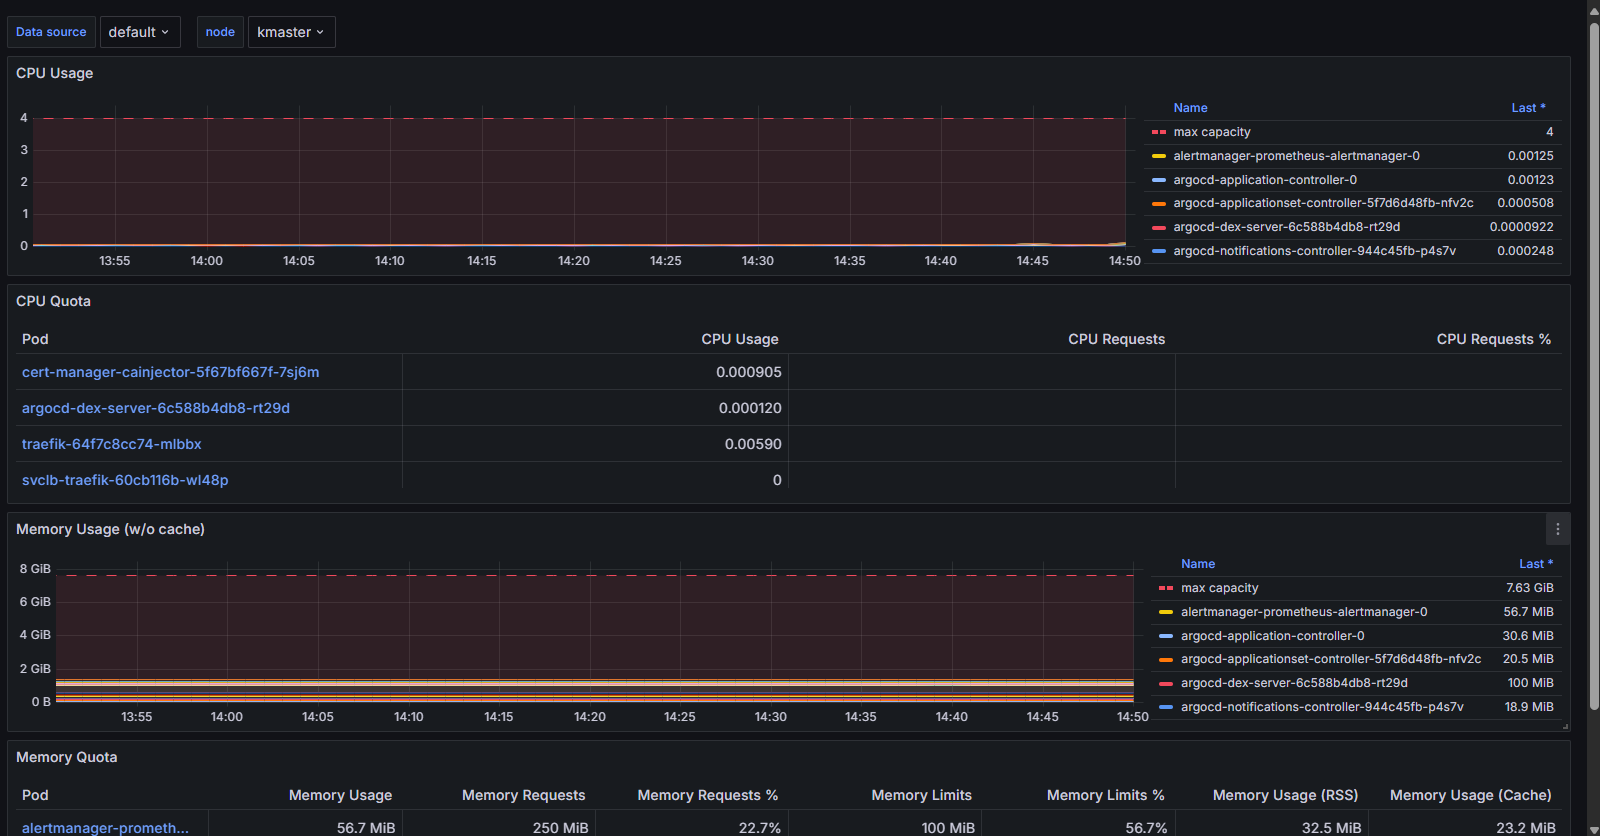 Data source default node kmaster
CPU Usage
4
3
2
1
0
13:55 14:00 14:05 14:10 14:15 14:20 14:25 14:30 14:35 14:40 14:45 14:50
Name Last *
max capacity 4
alertmanager-prometheus-alertmanager-0 0.00125
argocd-application-controller-0 0.00123
argocd-applicationset-controller-5f7d6d48fb-nfv2c 0.000508
argocd-dex-server-6c588b4db8-rt29d 0.0000922
argocd-notifications-controller-944c45fb-p4s7v 0.000248
CPU Quota
Pod CPU Usage CPU Requests CPU Requests %
cert-manager-cainjector-5f67bf667f-7sj6m 0.000905
argocd-dex-server-6c588b4db8-rt29d 0.000120
traefik-64f7c8cc74-mlbbx 0.00590
svclb-traefik-60cb116b-wl48p 0
Memory Usage (w/o cache)
8 GiB
6 GiB
4 GiB
2 GiB
0 B
13:55 14:00 14:05 14:10 14:15 14:20 14:25 14:30 14:35 14:40 14:45 14:50
Name Last *
max capacity 7.63 GiB
alertmanager-prometheus-alertmanager-0 56.7 MiB
argocd-application-controller-0 30.6 MiB
argocd-applicationset-controller-5f7d6d48fb-nfv2c 20.5 MiB
argocd-dex-server-6c588b4db8-rt29d 100 MiB
argocd-notifications-controller-944c45fb-p4s7v 18.9 MiB
Memory Quota
Pod Memory Usage Memory Requests Memory Requests % Memory Limits Memory Limits % Memory Usage (RSS) Memory Usage (Cache)
alertmanager-prometh... 56.7 MiB 250 MiB 22.7% 100 MiB 56.7% 32.5 MiB 23.2 MiB